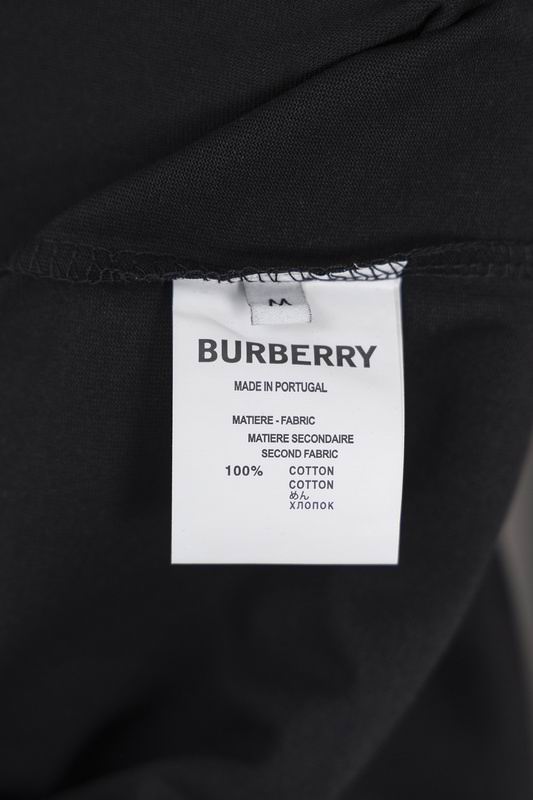 M
BURBERRY
MADE IN PORTUGAL
MATIERE - FABRIC
MATIERE SECONDAIRE
SECOND FABRIC
100% COTTON
COTTON
めん
ХЛОПОК